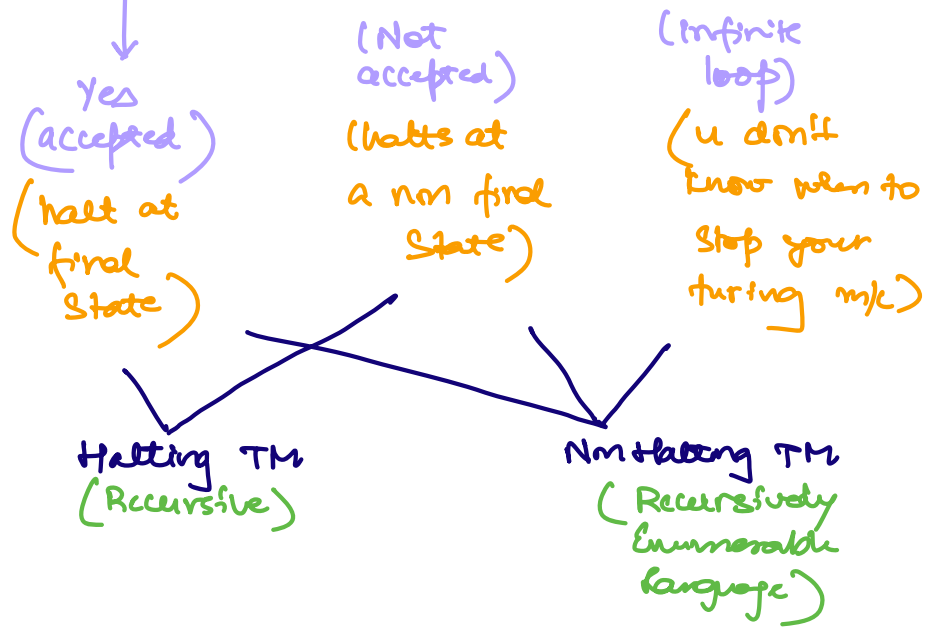 Yes
(accepted)
(halt at
final
State)
(Not
accepted)
(halts at
a non final
State)
(Infinite
loop)
(u don't
know when to
stop your
turing m/c)
Halting TM
(Recursive)
Non Halting TM
(Recursively
Enumerable
Language)